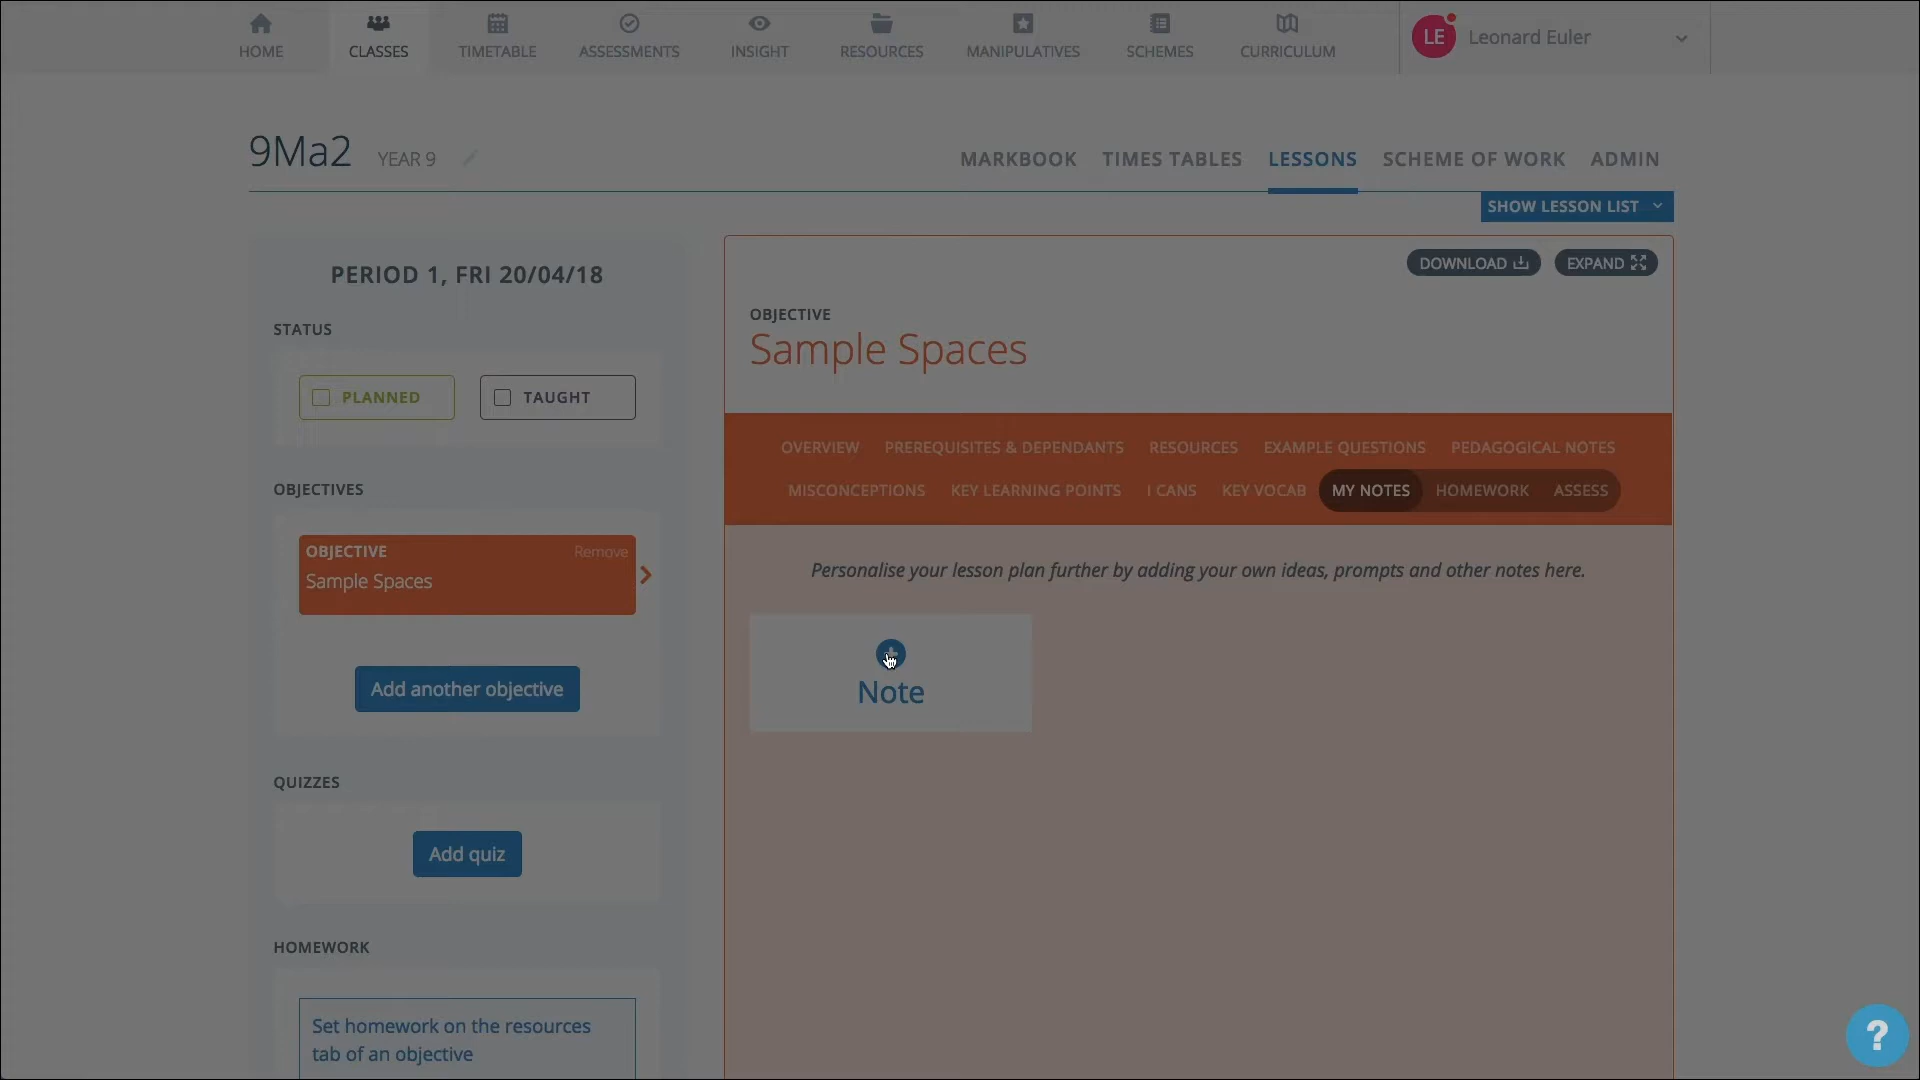 HOME
CLASSES
TIMETABLE
ASSESSMENTS
INSIGHT
RESOURCES
MANIPULATIVES
SCHEMES
CURRICULUM
LE
Leonard Euler
9Ma2
YEAR 9
MARKBOOK
TIMES TABLES
LESSONS
SCHEME OF WORK
ADMIN
SHOW LESSON LIST
PERIOD 1, FRI 20/04/18
STATUS
PLANNED
TAUGHT
OBJECTIVES
OBJECTIVE
Remove
Sample Spaces
Add another objective
QUIZZES
Add quiz
HOMEWORK
Set homework on the resources
tab of an objective
DOWNLOAD
EXPAND
OBJECTIVE
Sample Spaces
OVERVIEW
PREREQUISITES & DEPENDANTS
RESOURCES
EXAMPLE QUESTIONS
PEDAGOGICAL NOTES
MISCONCEPTIONS
KEY LEARNING POINTS
I CANS
KEY VOCAB
MY NOTES
HOMEWORK
ASSESS
Personalise your lesson plan further by adding your own ideas, prompts and other notes here.
Note
?